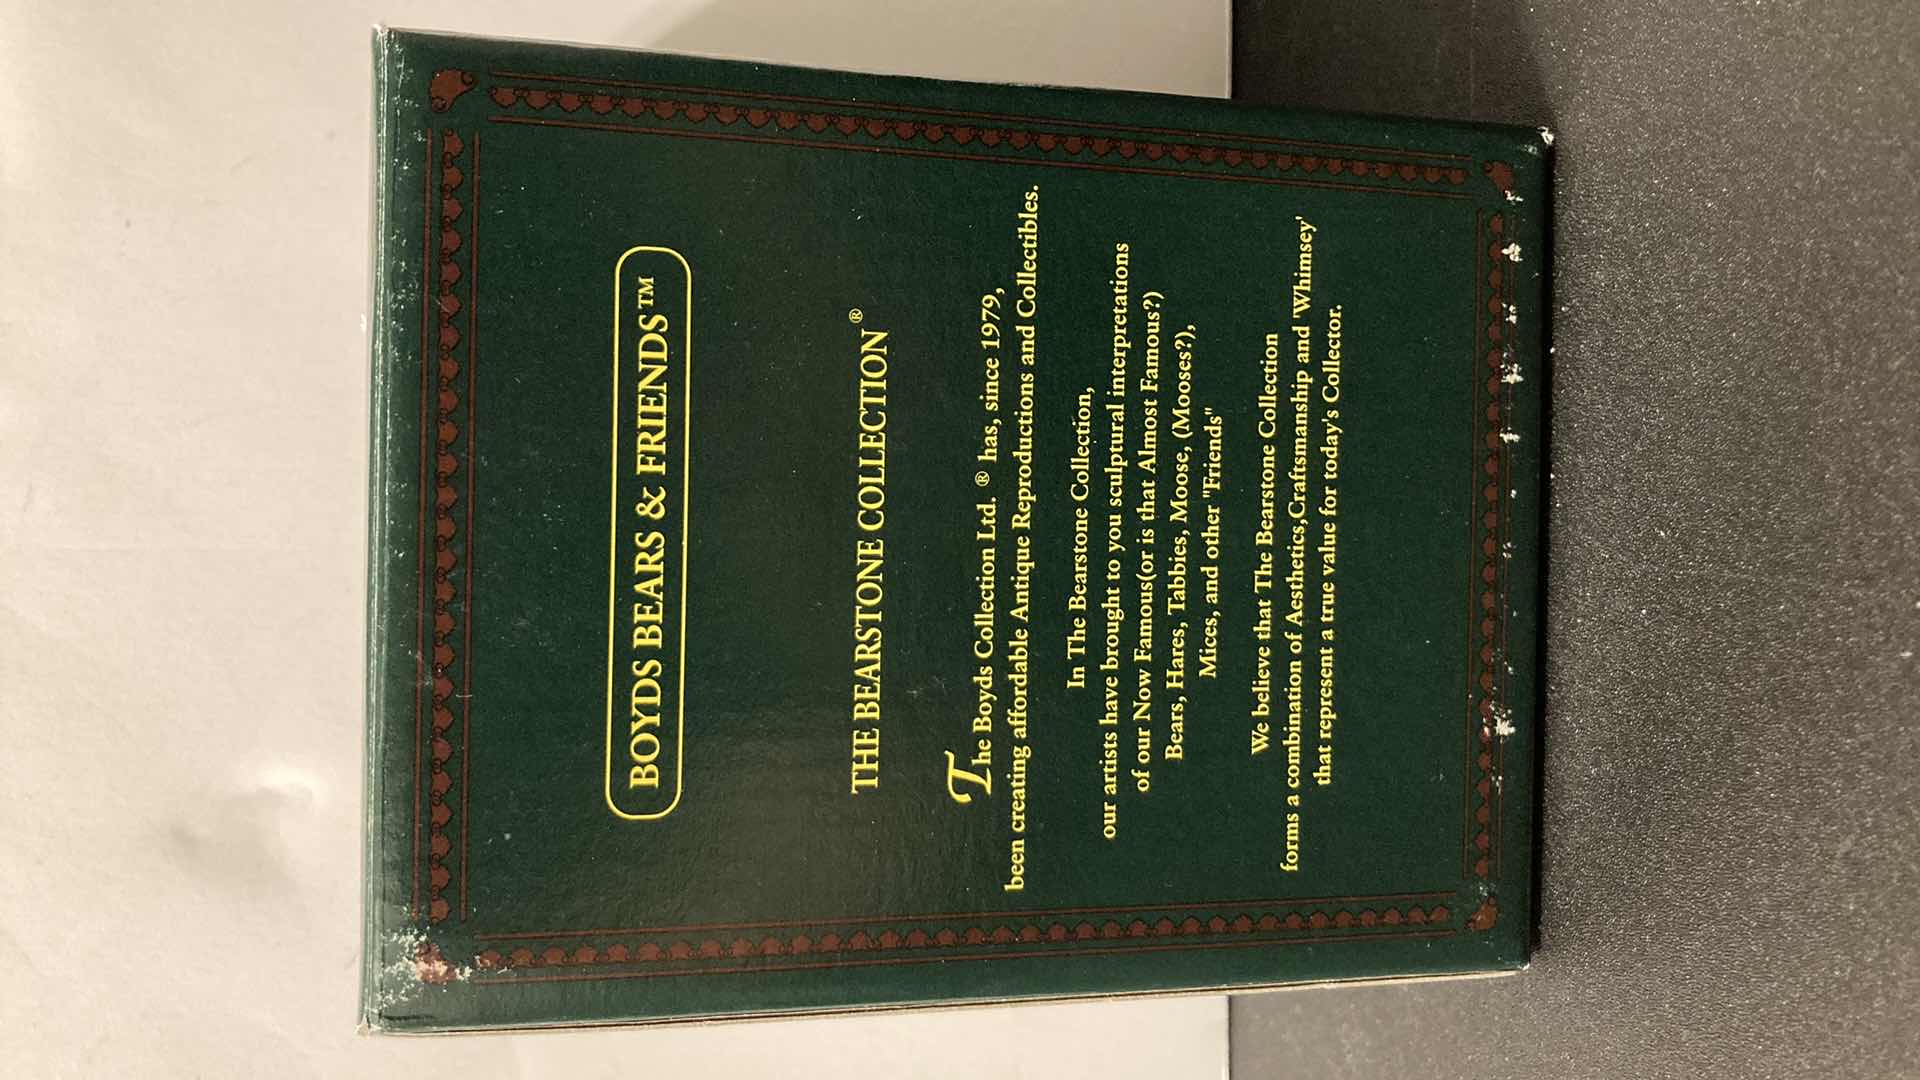 BOYDS BEARS & FRIENDS™
THE BEARSTONE COLLECTION®
The Boyds Collection Ltd. ® has, since 1979,
been creating affordable Antique Reproductions and Collectibles.
In The Bearstone Collection,
our artists have brought to you sculptural interpretations
of our Now Famous(or is that Almost Famous?)
Bears, Hares, Tabbies, Moose, (Mooses?),
Mices, and other "Friends"
We believe that The Bearstone Collection
forms a combination of Aesthetics,Craftsmanship and 'Whimsey'
that represent a true value for today's Collector.